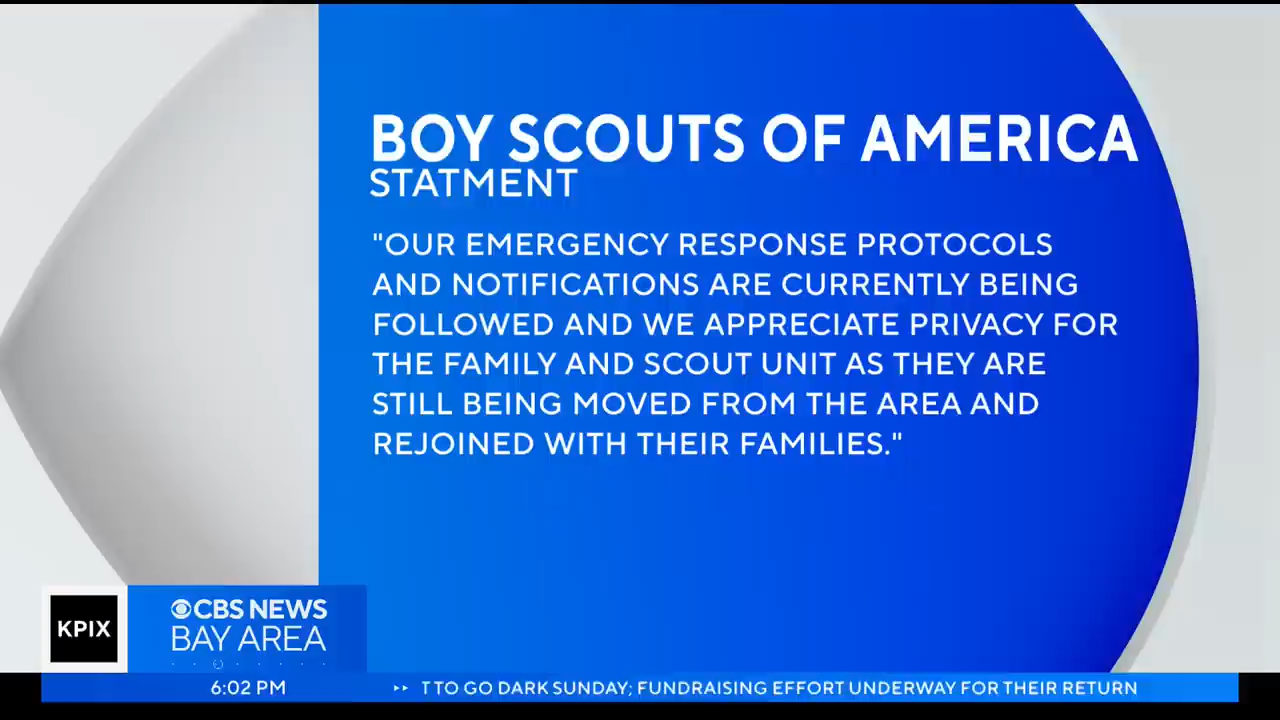 BOY SCOUTS OF AMERICA
STATMENT
"OUR EMERGENCY RESPONSE PROTOCOLS
AND NOTIFICATIONS ARE CURRENTLY BEING
FOLLOWED AND WE APPRECIATE PRIVACY FOR
THE FAMILY AND SCOUT UNIT AS THEY ARE
STILL BEING MOVED FROM THE AREA AND
REJOINED WITH THEIR FAMILIES."
KPIX
CBS NEWS
BAY AREA
6:02 PM
T TO GO DARK SUNDAY; FUNDRAISING EFFORT UNDERWAY FOR THEIR RETURN